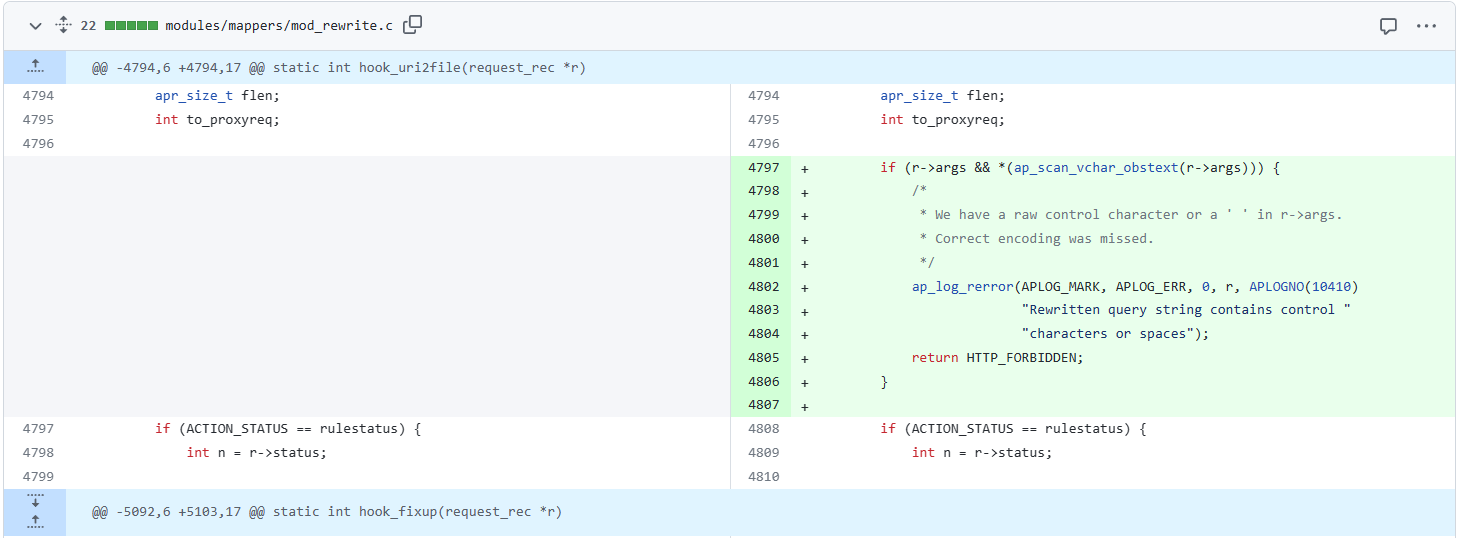 22 modules/mappers/mod_rewrite.c
@@ -4794,6 +4794,17 @@ static int hook_uri2file(request_rec *r)
4794 apr_size_t flen; 4794 apr_size_t flen;
4795 int to_proxyreq; 4795 int to_proxyreq;
4796 4796
4797 + if (r->args && *(ap_scan_vchar_obstext(r->args))) {
4798 + /*
4799 + * We have a raw control character or a ' ' in r->args.
4800 + * Correct encoding was missed.
4801 + */
4802 + ap_log_rerror(APLOG_MARK, APLOG_ERR, 0, r, APLOGNO(10410)
4803 + "Rewritten query string contains control "
4804 + "characters or spaces");
4805 + return HTTP_FORBIDDEN;
4806 + }
4807 +
4797 if (ACTION_STATUS == rulestatus) { 4808 if (ACTION_STATUS == rulestatus) {
4798 int n = r->status; 4809 int n = r->status;
4799 4810
@@ -5092,6 +5103,17 @@ static int hook_fixup(request_rec *r)